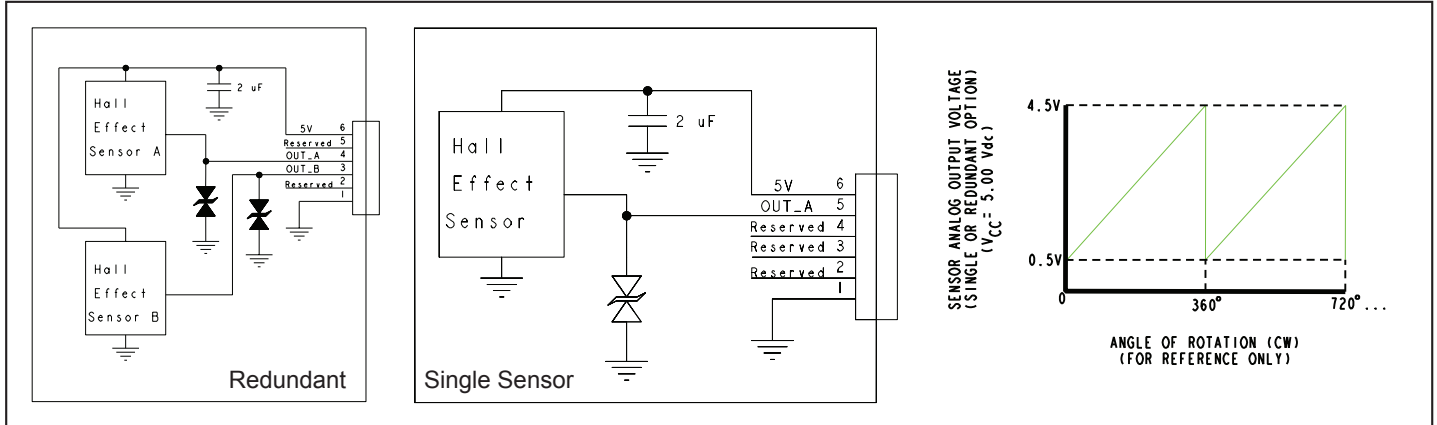 2 uF
Hall
Effect
Sensor A
5V 6
Reserved 5
OUT_A 4
OUT_B 3
Reserved 2
1
Hall
Effect
Sensor B
Redundant
2 uF
Hall
Effect
Sensor
5V 6
OUT_A 5
Reserved 4
Reserved 3
Reserved 2
1
Single Sensor
SENSOR ANALOG OUTPUT VOLTAGE
(SINGLE OR REDUNDANT OPTION)
(VCC = 5.00 Vdc)
4.5V
0.5V
0
360°
720°...
ANGLE OF ROTATION (CW)
(FOR REFERENCE ONLY)